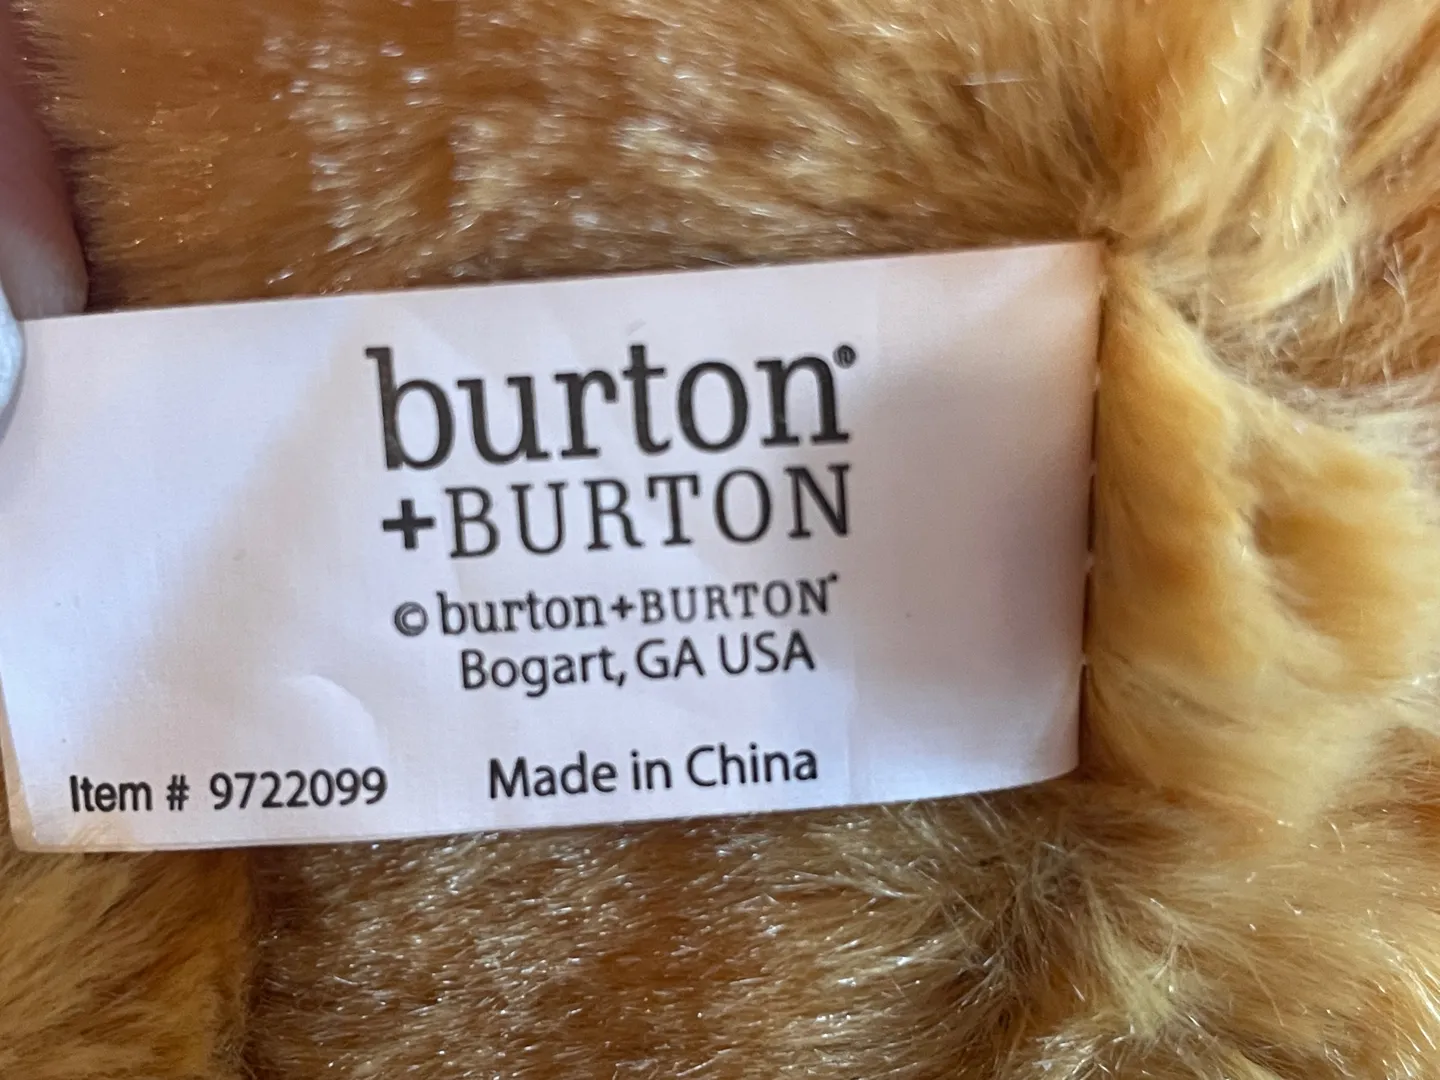 burton®
+BURTON
© burton+BURTON®
Bogart, GA USA
Item # 9722099 Made in China